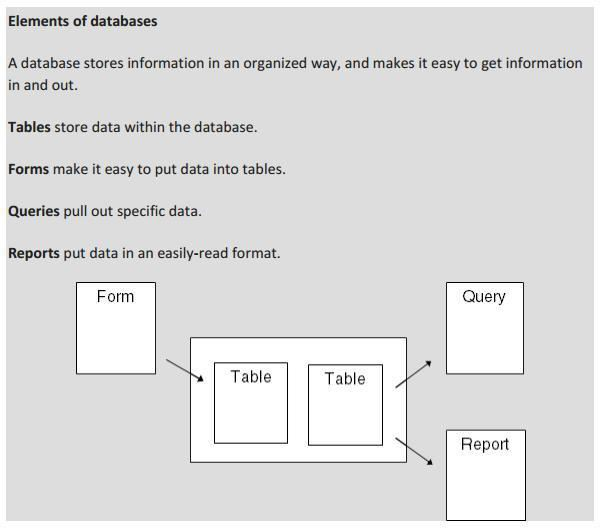 Elements of databases
A database stores information in an organized way, and makes it easy to get information
in and out.
Tables store data within the database.
Forms make it easy to put data into tables.
Queries pull out specific data.
Reports put data in an easily-read format.
Form
Query
Table
Table
Report